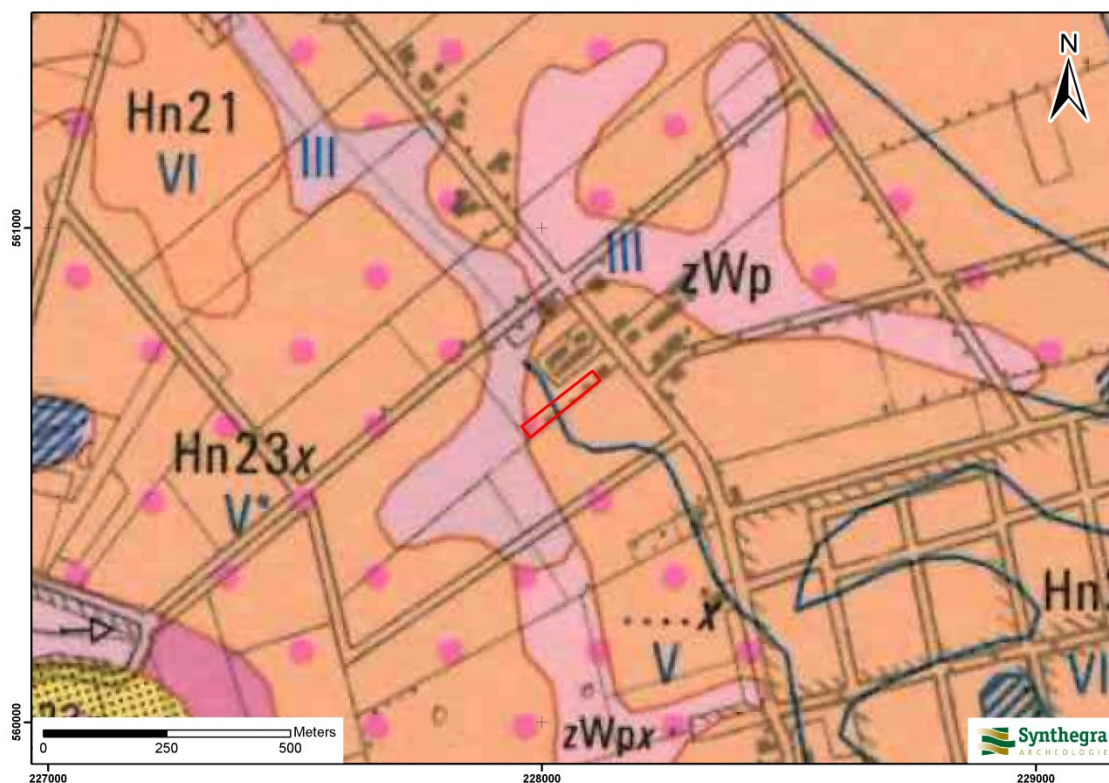 N
Hn21
VI
III
III
zWp
Hn23x
V*
....x
V
VI
zWpx
0 250 500 Meters
Synthegra
ARCHEOLOGIE
561000
560000
227000 228000 229000